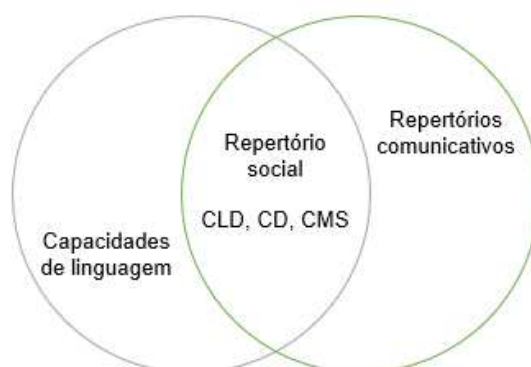 Capacidades
de linguagem
Repertório
social
CLD, CD, CMS
Repertórios
comunicativos